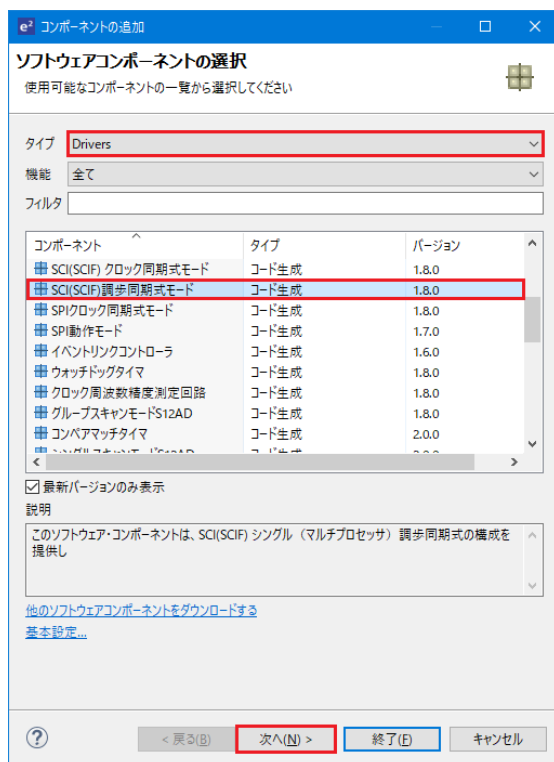 e² コンポーネントの追加
ソフトウェアコンポーネントの選択
使用可能なコンポーネントの一覧から選択してください
タイプ Drivers
機能 全て
フィルタ
コンポーネント タイプ バージョン
SCI(SCIF) クロック同期式モード コード生成 1.8.0
SCI(SCIF)調歩同期式モード コード生成 1.8.0
SPIクロック同期式モード コード生成 1.8.0
SPI動作モード コード生成 1.7.0
イベントリンクコントローラ コード生成 1.6.0
ウォッチドッグタイマ コード生成 1.8.0
クロック周波数精度測定回路 コード生成 1.8.0
グループスキャンモードS12AD コード生成 1.8.0
コンペアマッチタイマ コード生成 2.0.0
最新バージョンのみ表示
説明
このソフトウェア・コンポーネントは、SCI(SCIF) シングル（マルチプロセッサ）調歩同期式の構成を
提供し
他のソフトウェアコンポーネントをダウンロードする
基本設定...
? < 戻る(B) 次へ(N) > 終了(F) キャンセル